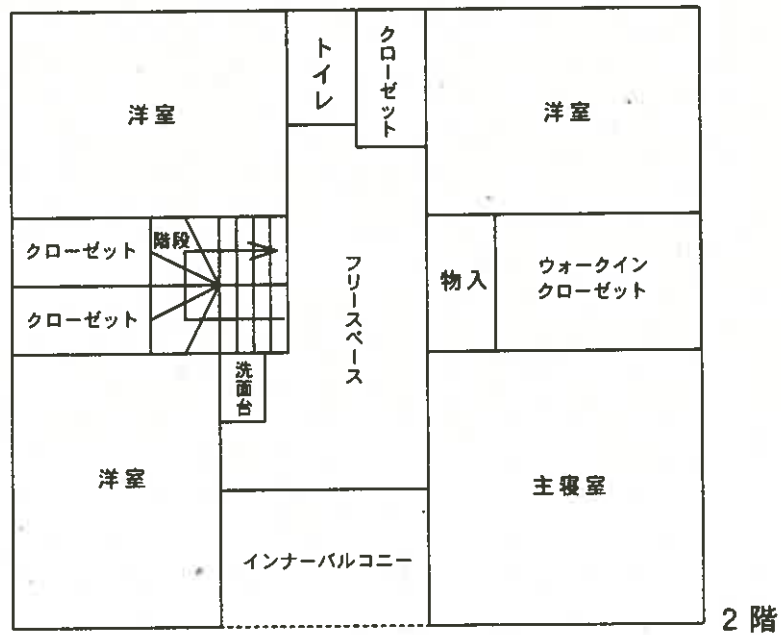 トイレ
クローゼット
洋室
洋室
クローゼット
階段
クローゼット
フリースペース
物入
ウォークイン
クローゼット
洗面台
洋室
主寝室
インナーバルコニー
2階